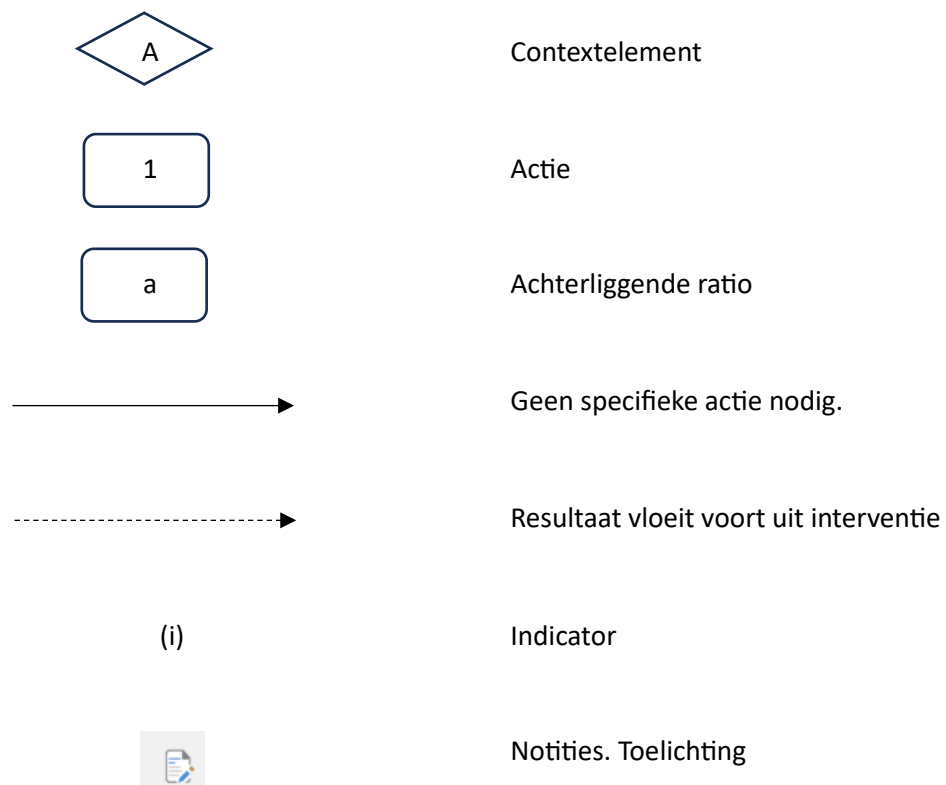 A Contextelement
1 Actie
a Achterliggende ratio
Geen specifieke actie nodig.
Resultaat vloeit voort uit interventie
(i) Indicator
Notities. Toelichting